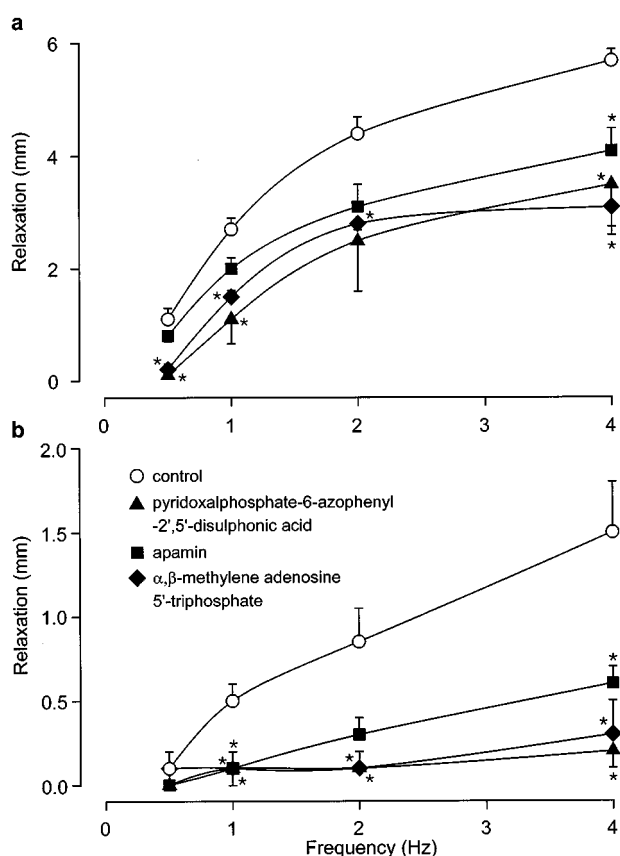 a
6
4
2
0
Relaxation (mm)
*
*
*
*
*
*
*
*
0 1 2 3 4
b
2.0
1.5
1.0
0.5
0.0
Relaxation (mm)
control
pyridoxalphosphate-6-azophenyl
-2',5'-disulphonic acid
apamin
α,β-methylene adenosine
5'-triphosphate
*
*
*
*
*
*
*
*
0 1 2 3 4
Frequency (Hz)